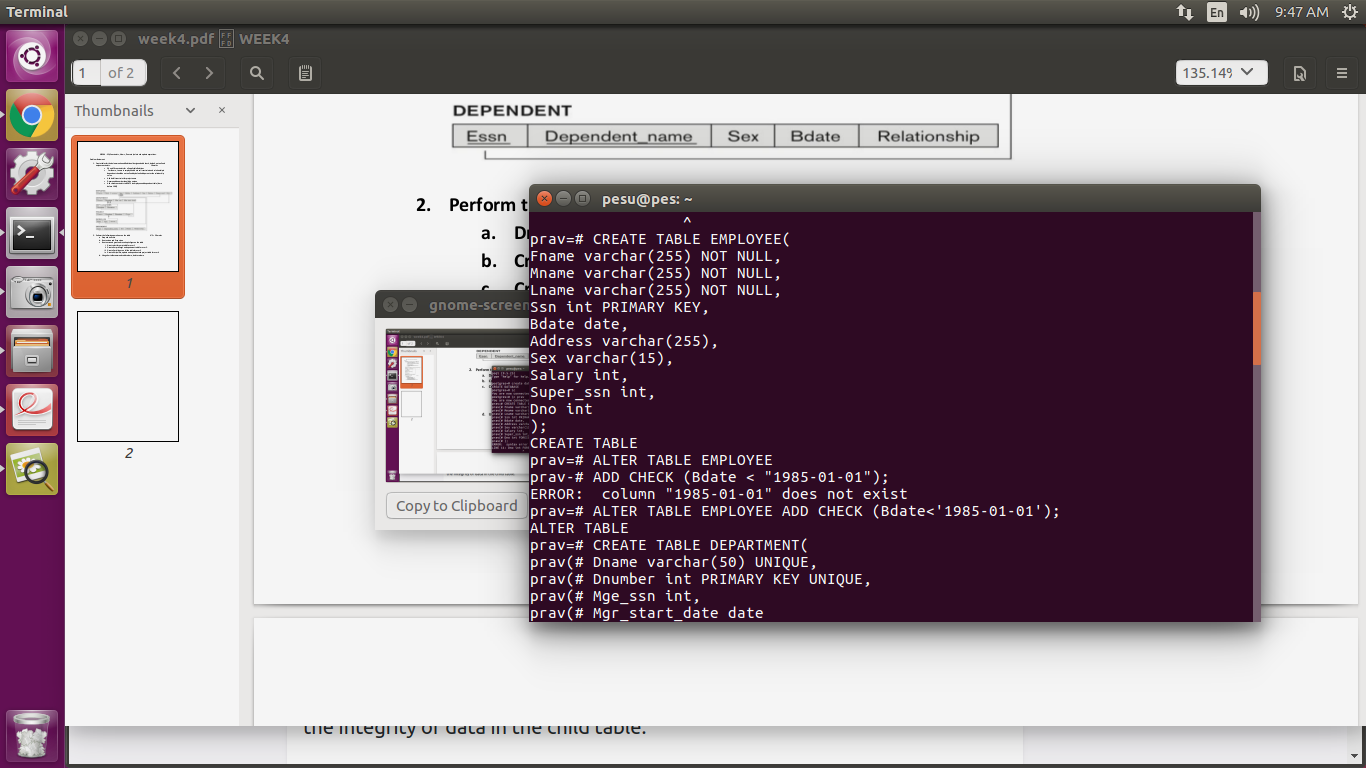 Terminal
En
9:47 AM
week4.pdf WEEK4
1 of 2
135.14%
Thumbnails
1
2
DEPENDENT
Essn Dependent_name Sex Bdate Relationship
2. Perform t
a. Dr
b. Cr
gnome-screen
Copy to Clipboard
pesu@pes: ~
^
prav=# CREATE TABLE EMPLOYEE(
Fname varchar(255) NOT NULL,
Mname varchar(255) NOT NULL,
Lname varchar(255) NOT NULL,
Ssn int PRIMARY KEY,
Bdate date,
Address varchar(255),
Sex varchar(15),
Salary int,
Super_ssn int,
Dno int
);
CREATE TABLE
prav=# ALTER TABLE EMPLOYEE
prav-# ADD CHECK (Bdate < "1985-01-01");
ERROR:  column "1985-01-01" does not exist
prav=# ALTER TABLE EMPLOYEE ADD CHECK (Bdate<'1985-01-01');
ALTER TABLE
prav=# CREATE TABLE DEPARTMENT(
prav(# Dname varchar(50) UNIQUE,
prav(# Dnumber int PRIMARY KEY UNIQUE,
prav(# Mge_ssn int,
prav(# Mgr_start_date date
the integrity of data in the child table.